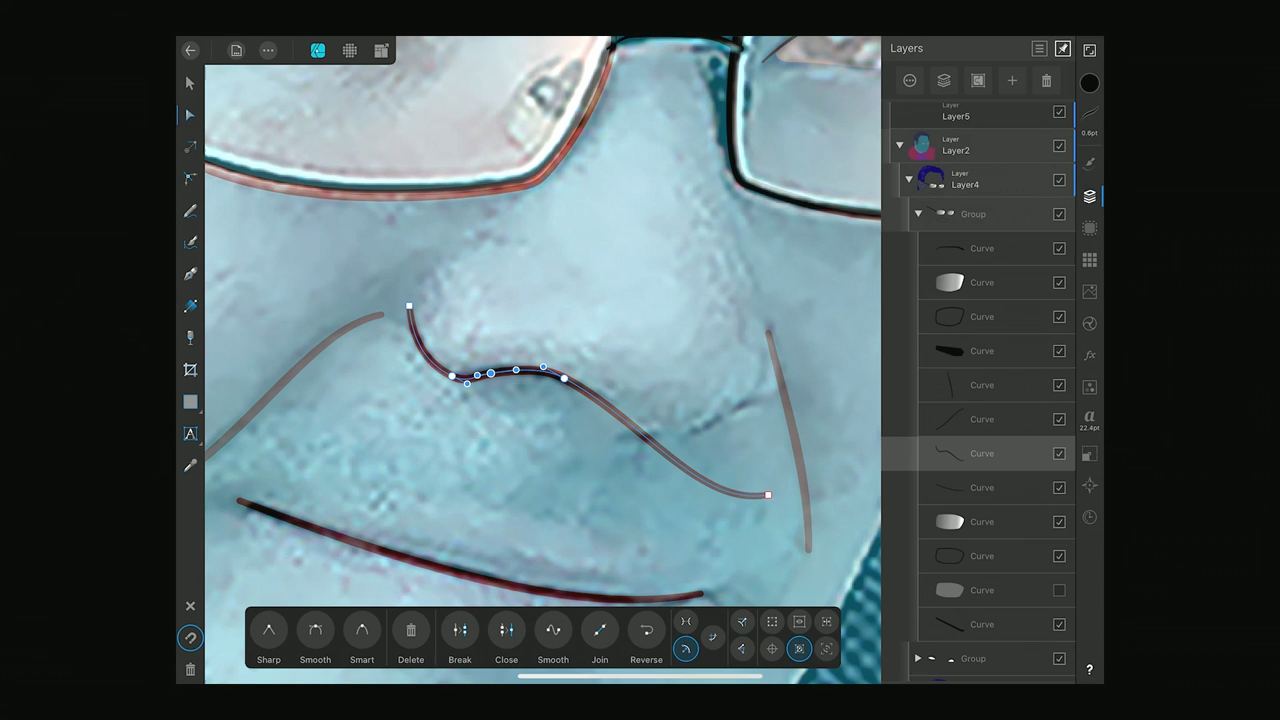 Layers
Layer
Layer5
Layer
Layer2
Layer
Layer4
Group
Curve
Curve
Curve
Curve
Curve
Curve
Curve
Curve
Curve
Curve
Curve
Curve
Group
0.6pt
fx
a
22.4pt
?
A
Sharp
Smooth
Smart
Delete
Break
Close
Smooth
Join
Reverse